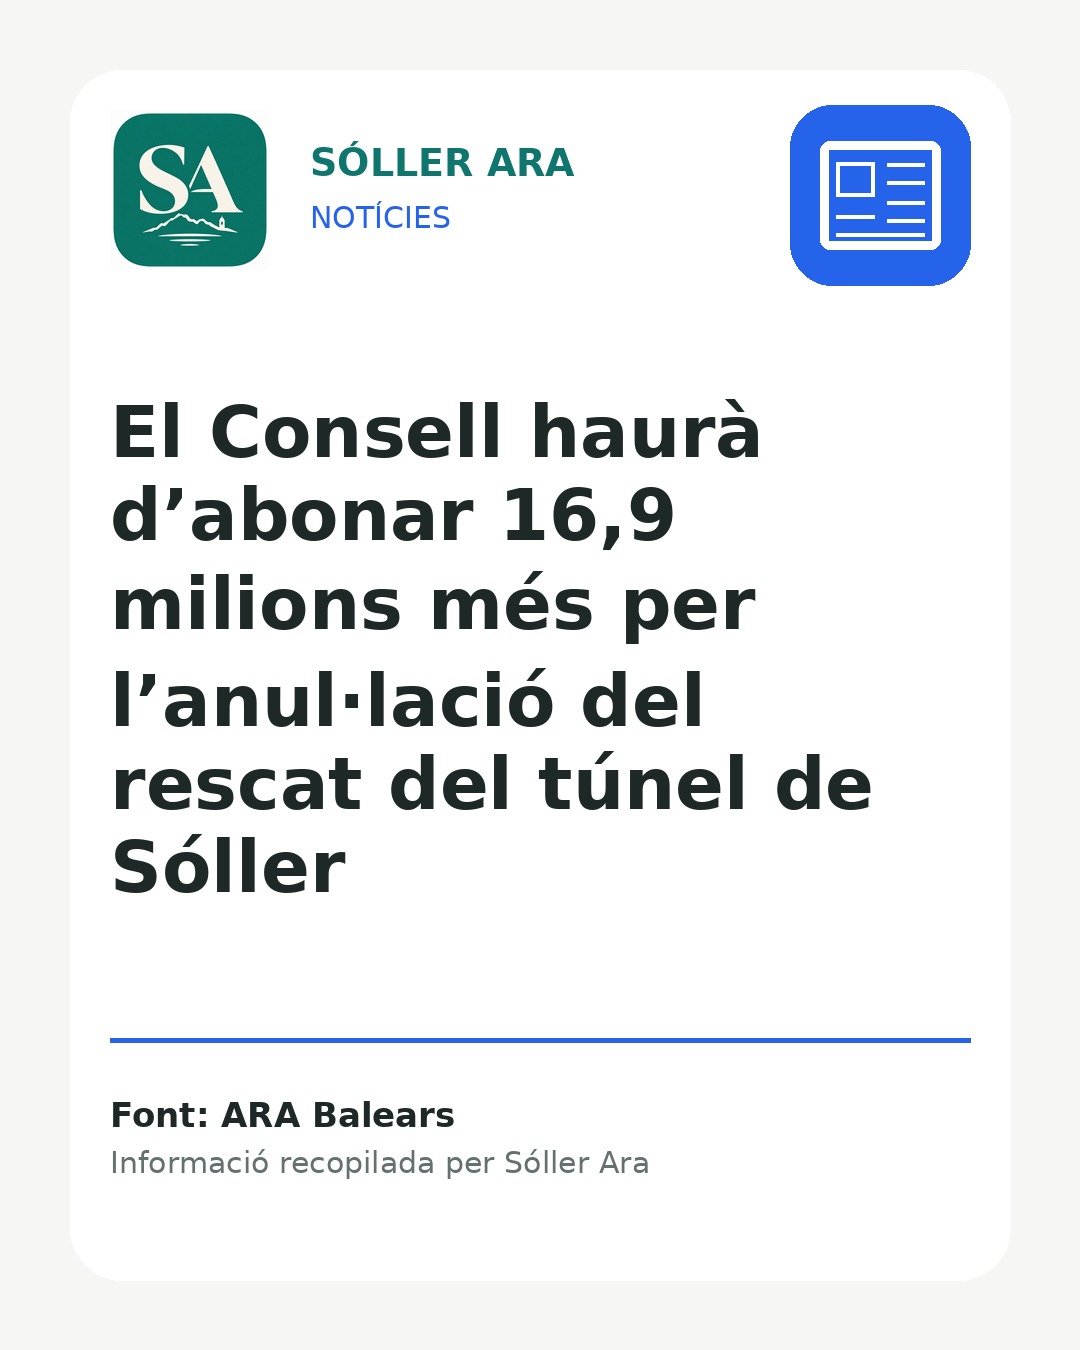 SA
SÓLLER ARA
NOTÍCIES
El Consell haurà
d’abonar 16,9
milions més per
l’anul·lació del
rescat del túnel de
Sóller
Font: ARA Balears
Informació recopilada per Sóller Ara